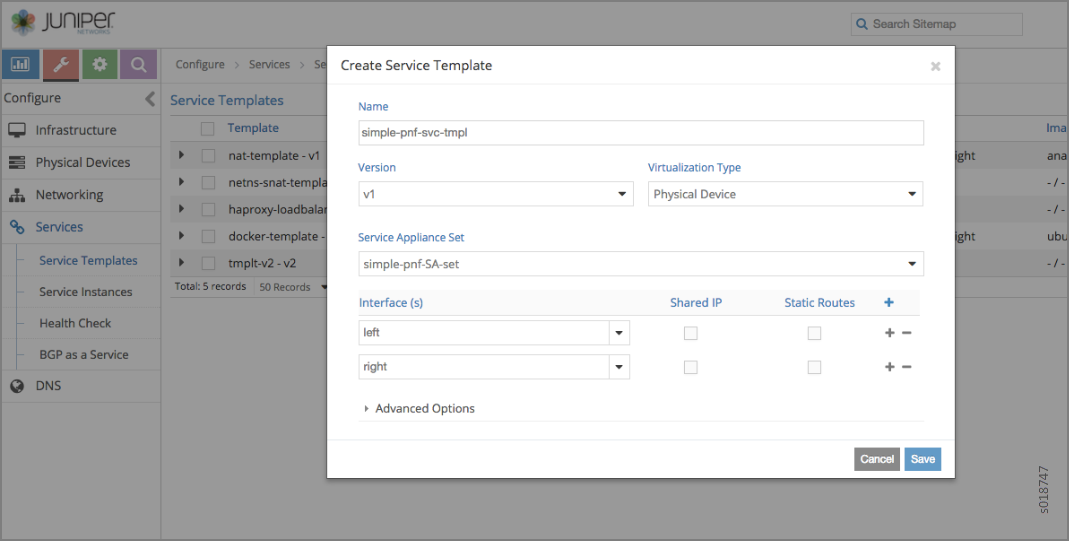 JUNIPER
NETWORKS
Search Sitemap
Configure > Services > Se
Configure
Infrastructure
Physical Devices
Networking
Services
Service Templates
Service Instances
Health Check
BGP as a Service
DNS
Service Templates
Template
nat-template - v1
netns-snat-templa
haproxy-loadbala
docker-template -
tmplt-v2 - v2
Total: 5 records 50 Records
Create Service Template
Name
simple-pnf-svc-tmpl
Version Virtualization Type
v1 Physical Device
Service Appliance Set
simple-pnf-SA-set
Interface (s) Shared IP Static Routes
left
right
Advanced Options
Cancel Save
Ima
ight ana
- / -
- / -
ight ubu
- / -
s018747